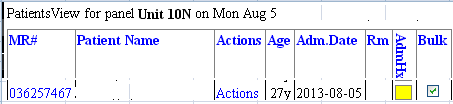 PatientsView for panel Unit 10N on Mon Aug 5
MR# Patient Name Actions Age Adm.Date Rm AdmHx Bulk
036257467 Actions 27y 2013-08-05